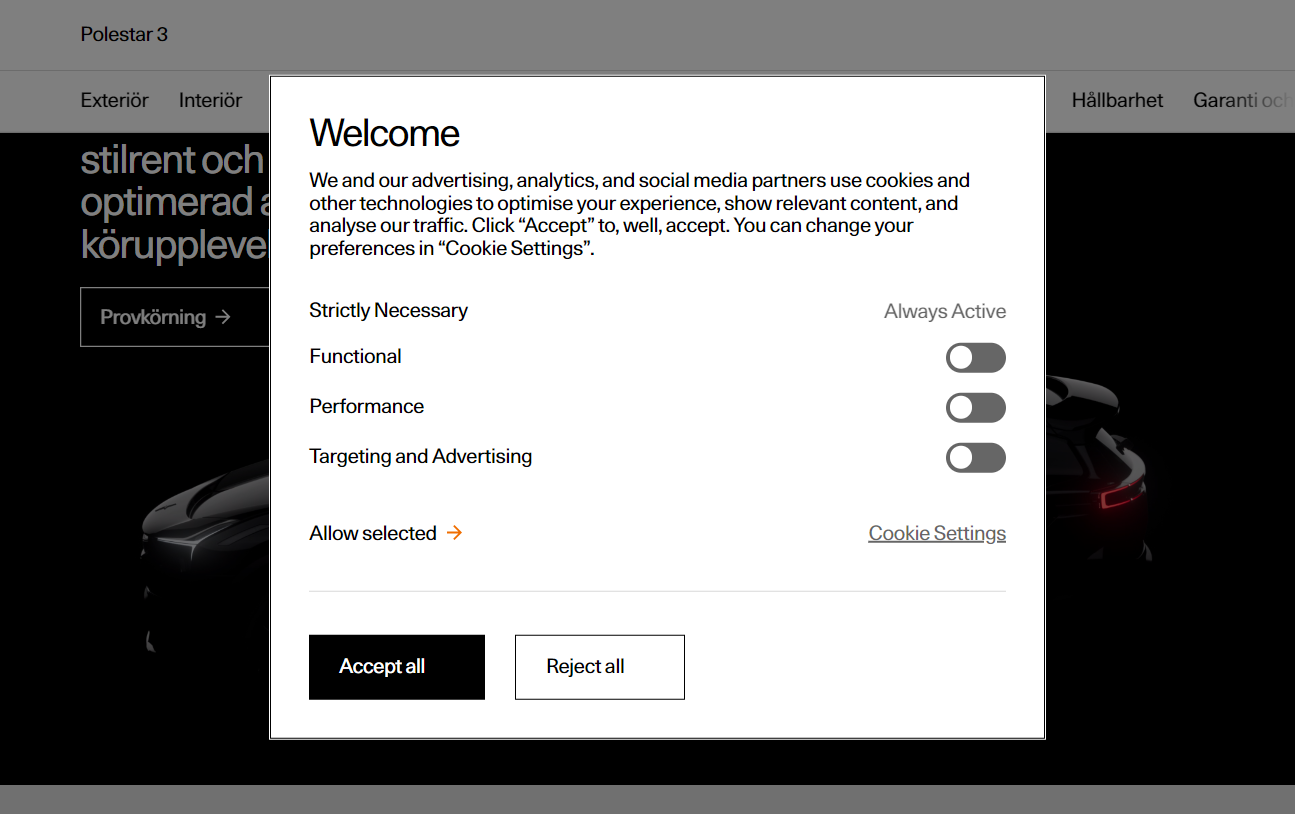 Polestar 3
Exteriör Interiör Hållbarhet Garanti och
stilrent och
optimerad
Provkörning →
Welcome
We and our advertising, analytics, and social media partners use cookies and
other technologies to optimise your experience, show relevant content, and
analyse our traffic. Click “Accept” to, well, accept. You can change your
preferences in “Cookie Settings”.
Strictly Necessary Always Active
Functional
Performance
Targeting and Advertising
Allow selected → Cookie Settings
Accept all Reject all